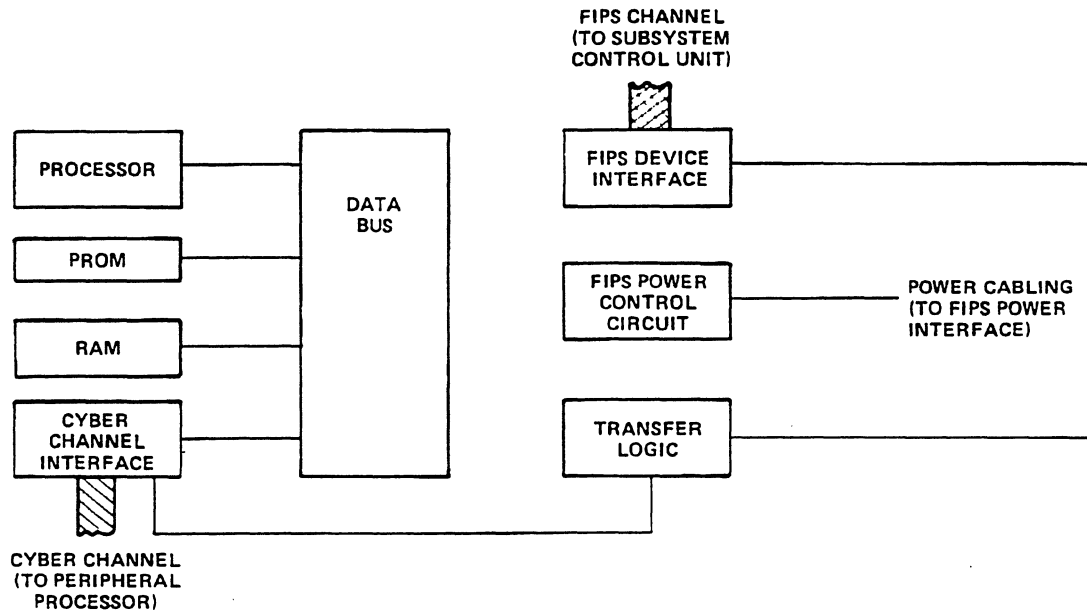 FIPS CHANNEL
(TO SUBSYSTEM
CONTROL UNIT)
PROCESSOR
DATA
BUS
FIPS DEVICE
INTERFACE
PROM
FIPS POWER
CONTROL
CIRCUIT
POWER CABLING
(TO FIPS POWER
INTERFACE)
RAM
CYBER
CHANNEL
INTERFACE
TRANSFER
LOGIC
CYBER CHANNEL
(TO PERIPHERAL
PROCESSOR)